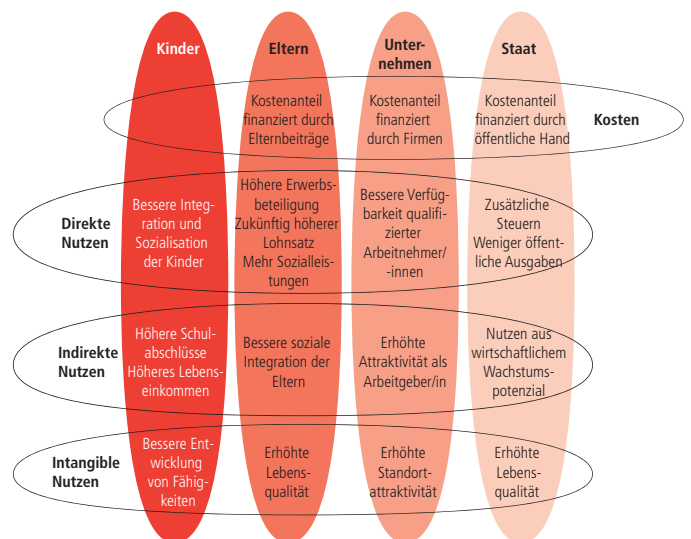 Kinder
Eltern
Unter-
nehmen
Staat
Kostenanteil
finanziert durch
Elternbeiträge
Kostenanteil
finanziert
durch Firmen
Kostenanteil
finanziert durch
öffentliche Hand
Kosten
Direkte
Nutzen
Bessere Integ-
ration und
Sozialisation
der Kinder
Höhere Erwerbs-
beteiligung
Zukünftig höherer
Lohnsatz
Mehr Sozialleis-
tungen
Bessere Verfüg-
barkeit qualifi-
zierter
Arbeitnehmer/
-innen
Zusätzliche
Steuern
Weniger öffent-
liche Ausgaben
Indirekte
Nutzen
Höhere Schul-
abschlüsse
Höheres Lebens-
einkommen
Bessere soziale
Integration der
Eltern
Erhöhte
Attraktivität als
Arbeitgeber/in
Nutzen aus
wirtschaftlichem
Wachstums-
potenzial
Intangible
Nutzen
Bessere Ent-
wicklung
von Fähig-
keiten
Erhöhte
Lebens-
qualität
Erhöhte
Standort-
attraktivität
Erhöhte
Lebens-
qualität